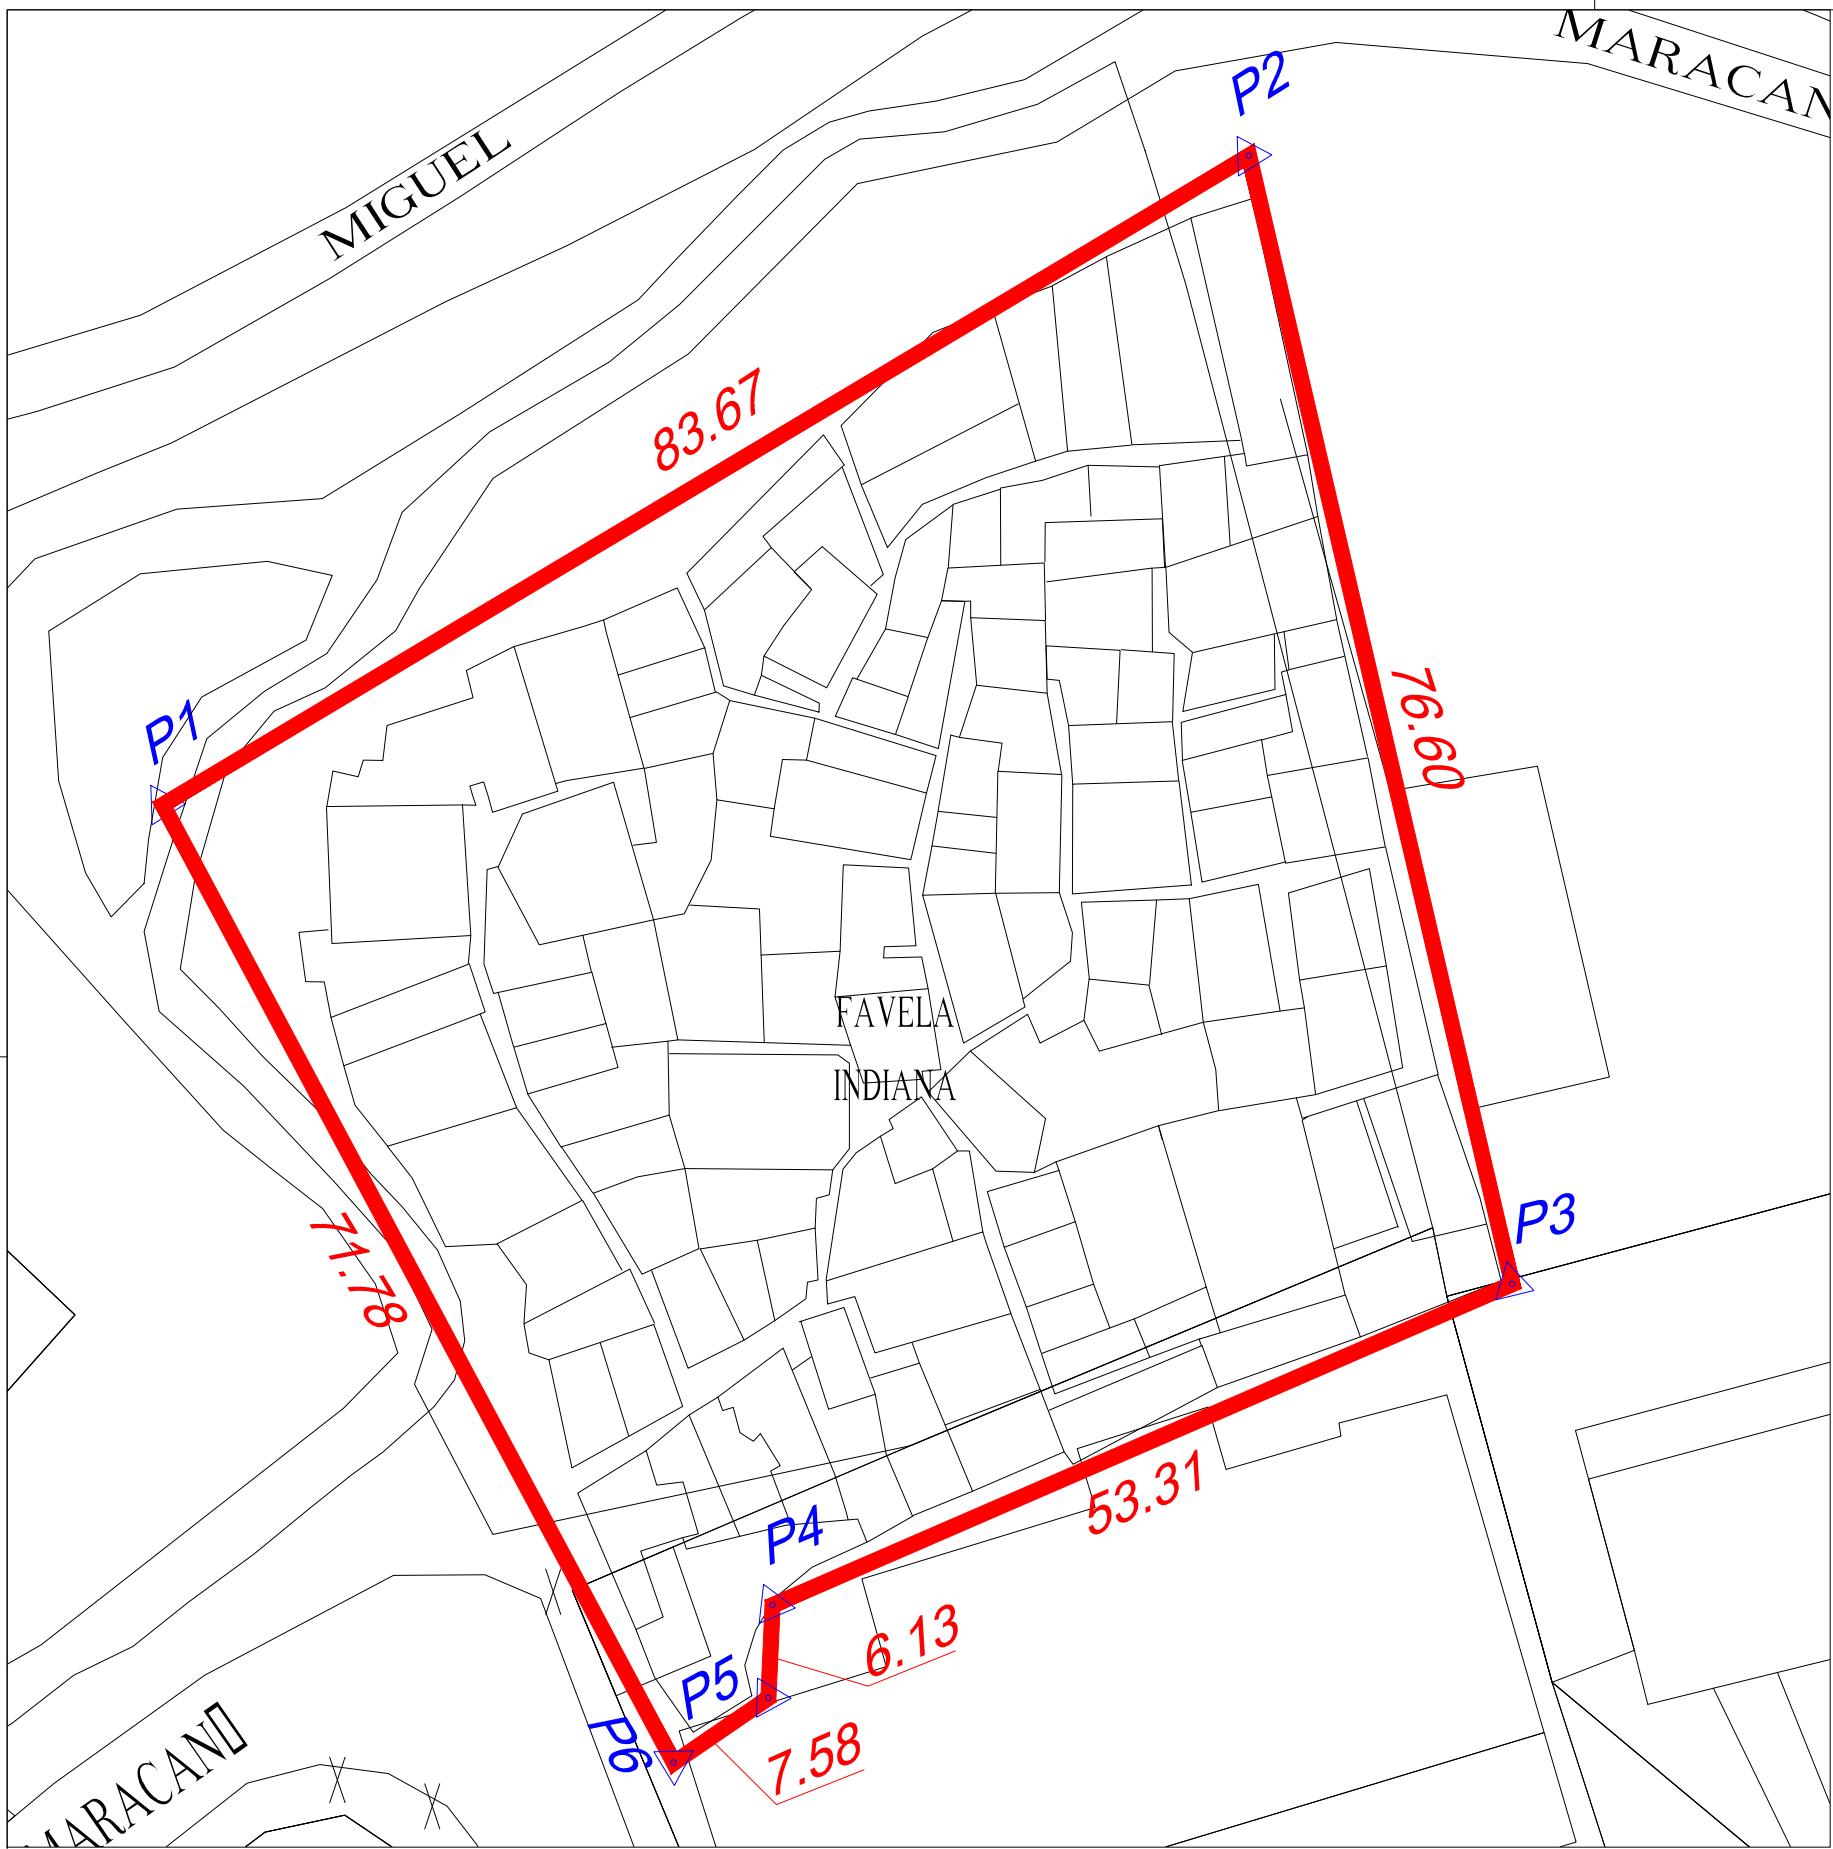 MARACAN
P2
MIGUEL
83.67
76.60
P1
FAVELA
INDIANA
P3
71.78
53.31
P4
6.13
P5
P6
7.58
MARACAN